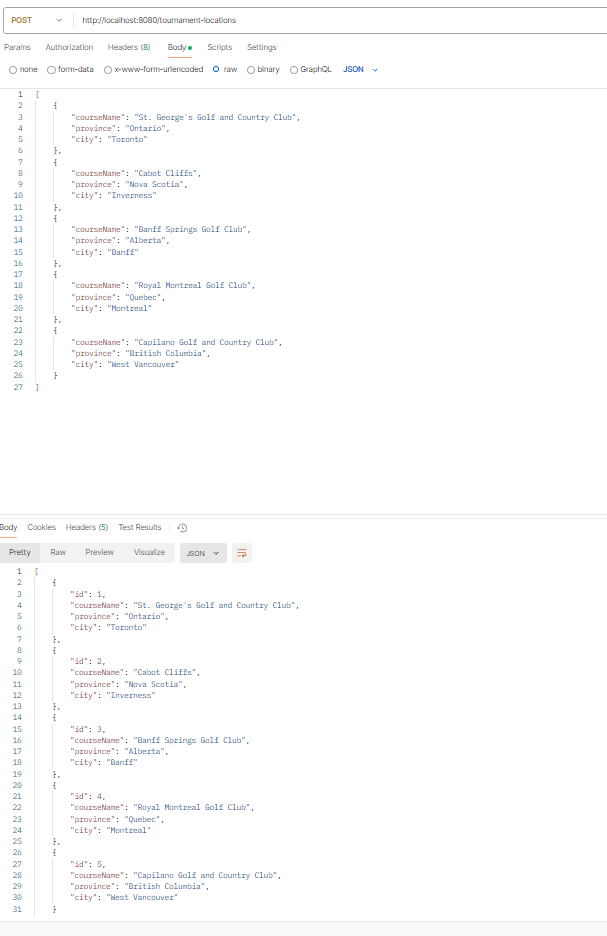 POST http://localhost:8080/tournament-locations
Params Authorization Headers (8) Body Scripts Settings
none form-data x-www-form-urlencoded raw binary GraphQL JSON
1 [
2 {
3 "courseName": "St. George's Golf and Country Club",
4 "province": "Ontario",
5 "city": "Toronto"
6 },
7 {
8 "courseName": "Cabot Cliffs",
9 "province": "Nova Scotia",
10 "city": "Inverness"
11 },
12 {
13 "courseName": "Banff Springs Golf Club",
14 "province": "Alberta",
15 "city": "Banff"
16 },
17 {
18 "courseName": "Royal Montreal Golf Club",
19 "province": "Quebec",
20 "city": "Montreal"
21 },
22 {
23 "courseName": "Capilano Golf and Country Club",
24 "province": "British Columbia",
25 "city": "West Vancouver"
26 }
27 ]
Body Cookies Headers (5) Test Results
Pretty Raw Preview Visualize JSON
1 [
2 {
3 "id": 1,
4 "courseName": "St. George's Golf and Country Club",
5 "province": "Ontario",
6 "city": "Toronto"
7 },
8 {
9 "id": 2,
10 "courseName": "Cabot Cliffs",
11 "province": "Nova Scotia",
12 "city": "Inverness"
13 },
14 {
15 "id": 3,
16 "courseName": "Banff Springs Golf Club",
17 "province": "Alberta",
18 "city": "Banff"
19 },
20 {
21 "id": 4,
22 "courseName": "Royal Montreal Golf Club",
23 "province": "Quebec",
24 "city": "Montreal"
25 },
26 {
27 "id": 5,
28 "courseName": "Capilano Golf and Country Club",
29 "province": "British Columbia",
30 "city": "West Vancouver"
31 }